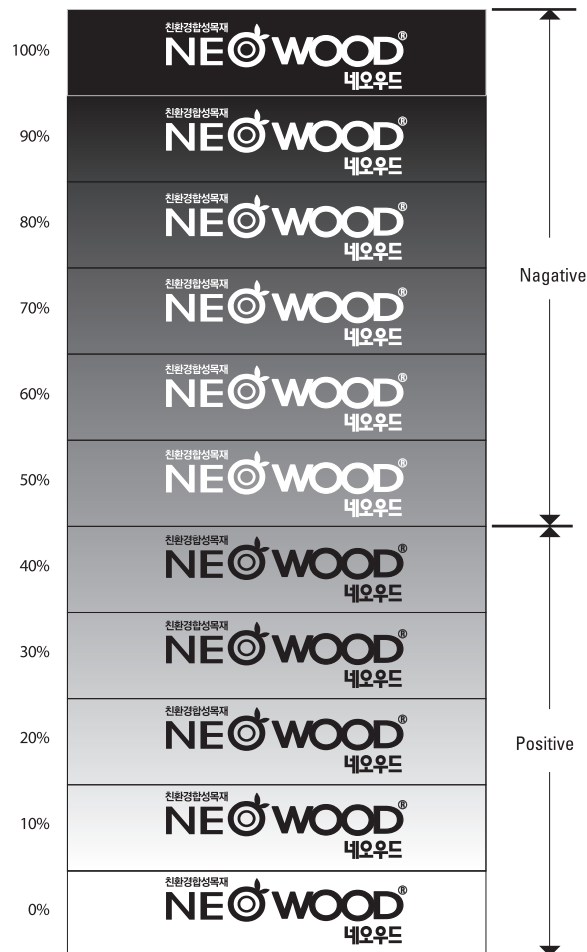 100%
친환경합성목재
NEOWOOD®
네오우드
90%
친환경합성목재
NEOWOOD®
네오우드
80%
친환경합성목재
NEOWOOD®
네오우드
70%
친환경합성목재
NEOWOOD®
네오우드
Nagative
60%
친환경합성목재
NEOWOOD®
네오우드
50%
친환경합성목재
NEOWOOD®
네오우드
40%
친환경합성목재
NEOWOOD®
네오우드
30%
친환경합성목재
NEOWOOD®
네오우드
20%
친환경합성목재
NEOWOOD®
네오우드
Positive
10%
친환경합성목재
NEOWOOD®
네오우드
0%
친환경합성목재
NEOWOOD®
네오우드